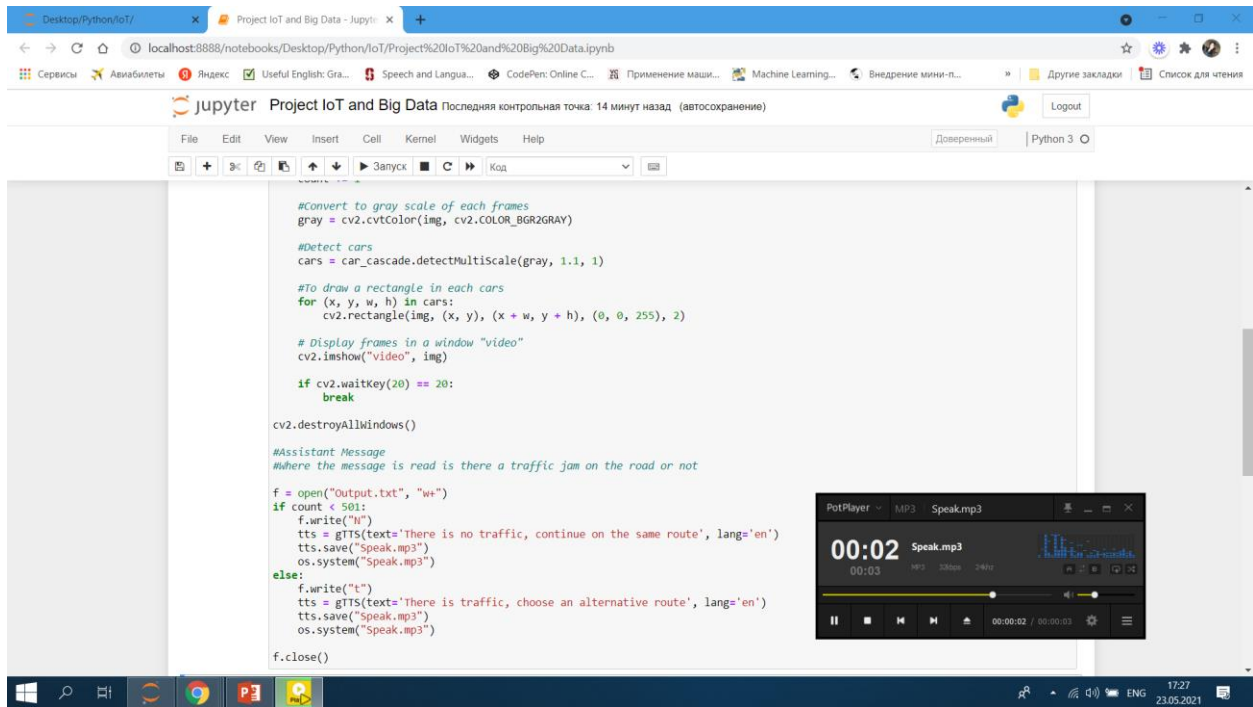 Desktop/Python/IoT/
Project IoT and Big Data - Jupyte
localhost:8888/notebooks/Desktop/Python/IoT/Project%20IoT%20and%20Big%20Data.ipynb
Сервисы Авиабилеты Яндекс Useful English: Gra... Speech and Langua... CodePen: Online C... Применение маши... Machine Learning... Внедрение мини-п... » Другие закладки Список для чтения
jupyter Project IoT and Big Data Последняя контрольная точка: 14 минут назад (автосохранение) Logout
File Edit View Insert Cell Kernel Widgets Help Доверенный Python 3
Запуск Код
#Convert to gray scale of each frames
gray = cv2.cvtColor(img, cv2.COLOR_BGR2GRAY)
#Detect cars
cars = car_cascade.detectMultiScale(gray, 1.1, 1)
#To draw a rectangle in each cars
for (x, y, w, h) in cars:
cv2.rectangle(img, (x, y), (x + w, y + h), (0, 0, 255), 2)
# Display frames in a window "video"
cv2.imshow("video", img)
if cv2.waitKey(20) == 20:
break
cv2.destroyAllWindows()
#Assistant Message
#Where the message is read is there a traffic jam on the road or not
f = open("Output.txt", "w+")
if count < 501:
f.write("N")
tts = gTTS(text='There is no traffic, continue on the same route', lang='en')
tts.save("Speak.mp3")
os.system("Speak.mp3")
else:
f.write("t")
tts = gTTS(text='There is traffic, choose an alternative route', lang='en')
tts.save("Speak.mp3")
os.system("Speak.mp3")
f.close()
PotPlayer MP3 Speak.mp3
00:02 Speak.mp3
00:03 MP3
00:00:02 / 00:00:03
ENG 17:27
23.05.2021